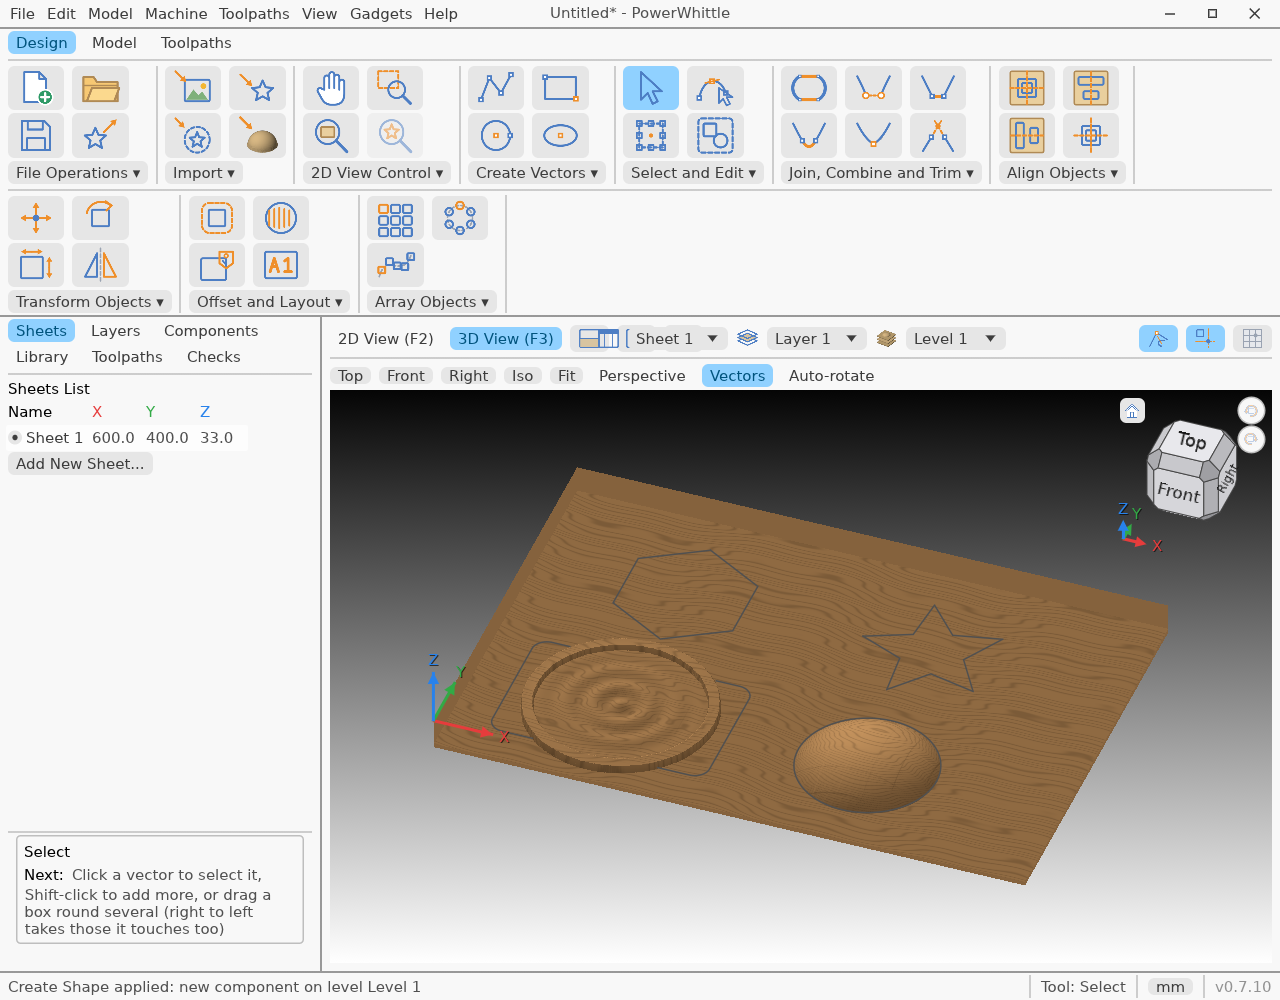 File Edit Model Machine Toolpaths View Gadgets Help Untitled* - PowerWhittle
Design Model Toolpaths
A1
File Operations ▾ Import ▾ 2D View Control ▾ Create Vectors ▾ Select and Edit ▾ Join, Combine and Trim ▾ Align Objects ▾
Transform Objects ▾ Offset and Layout ▾ Array Objects ▾
Sheets Layers Components
Library Toolpaths Checks
Sheets List
Name X Y Z
Sheet 1 600.0 400.0 33.0
Add New Sheet...
2D View (F2) 3D View (F3) Sheet 1 Layer 1 Level 1
Top Front Right Iso Fit Perspective Vectors Auto-rotate
Top
Front
Right
Z Y
X
Z
Y
X
Select
Next: Click a vector to select it,
Shift-click to add more, or drag a
box round several (right to left
takes those it touches too)
Create Shape applied: new component on level Level 1 Tool: Select mm v0.7.10